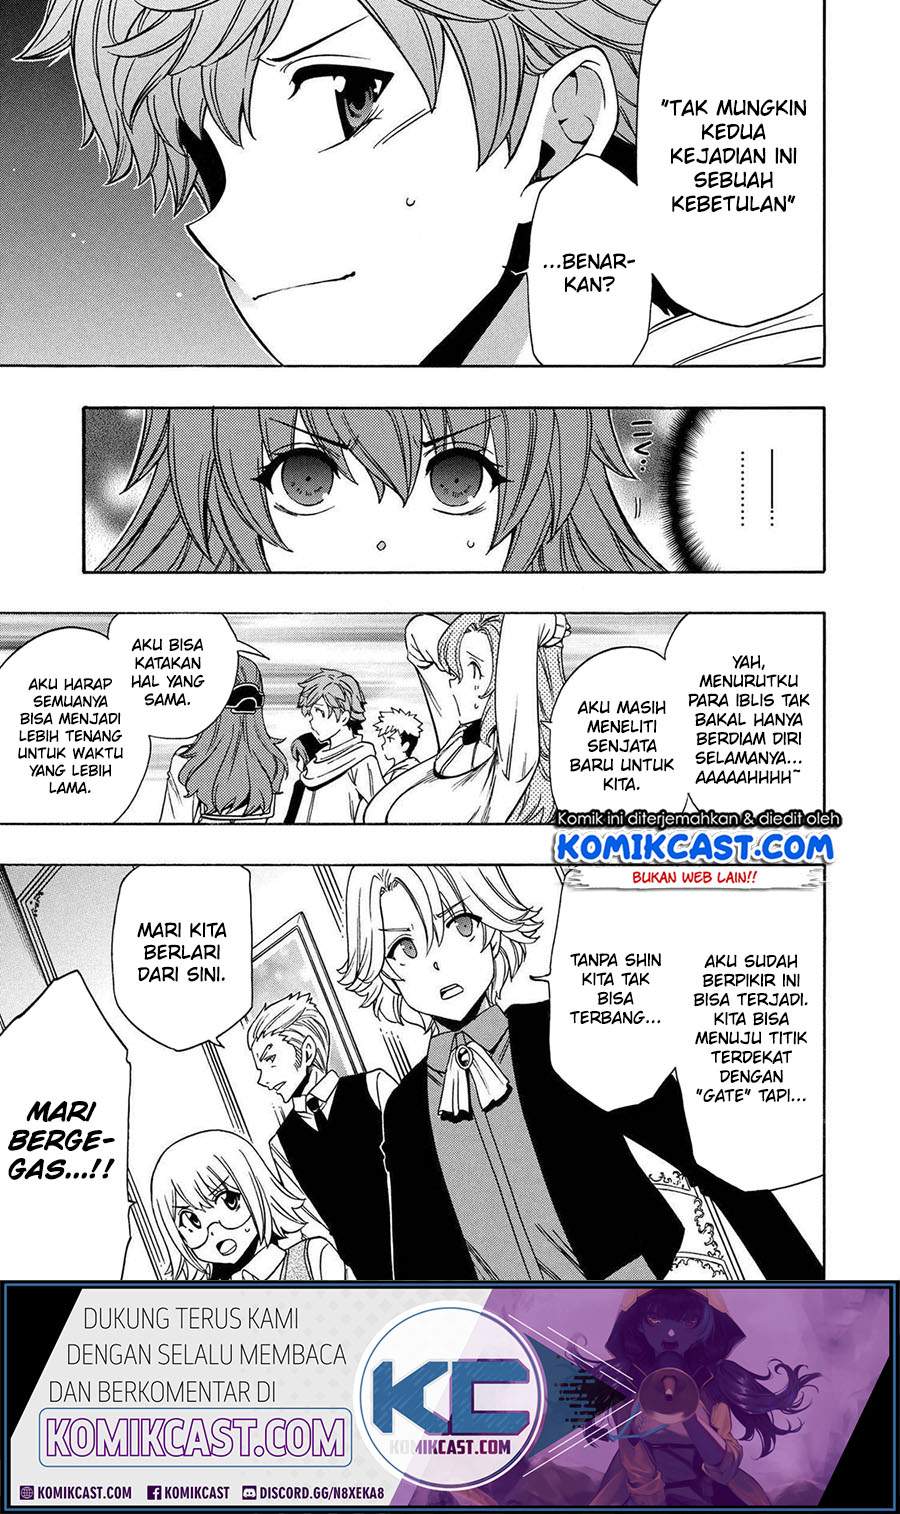 "TAK MUNGKIN
KEDUA
KEJADIAN INI
SEBUAH
KEBETULAN"
...BENAR-
KAN?
YAH,
MENURUTKU
PARA IBLIS TAK
BAKAL HANYA
BERDIAM DIRI
SELAMANYA...
AAAAAHHHH~
AKU MASIH
MENELITI
SENJATA
BARU UNTUK
KITA.
AKU BISA
KATAKAN
HAL YANG
SAMA.
AKU HARAP
SEMUANYA
BISA MENJADI
LEBIH TENANG
UNTUK WAKTU
YANG LEBIH
LAMA.
Komik ini diterjemahkan & diedit oleh
KOMIKCAST.COM
BUKAN WEB LAIN!!
AKU SUDAH
BERPIKIR INI
BISA TERJADI.
KITA BISA
MENUJU TITIK
TERDEKAT
DENGAN
"GATE" TAPI...
TANPA SHIN
KITA TAK
BISA
TERBANG...
MARI KITA
BERLARI
DARI SINI.
MARI
BERGE-
GAS...!!
DUKUNG TERUS KAMI
DENGAN SELALU MEMBACA
DAN BERKOMENTAR DI
KOMIKCAST.COM
KC
KOMIKCAST.COM
KOMIKCAST.COM KOMIKCAST DISCORD.GG/N8XEKA8